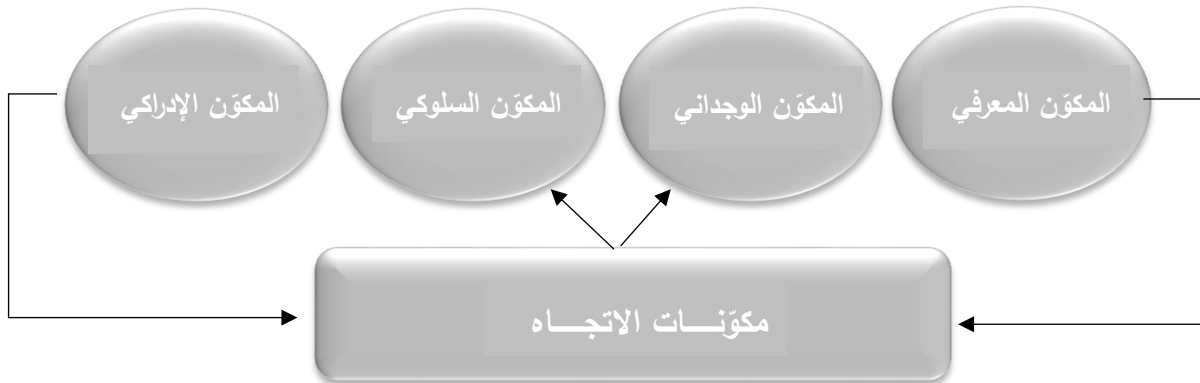 المكوّن المعرفي
المكوّن الوجداني
المكوّن السلوكي
المكوّن الإدراكي
مكوّنـــات الاتجـــاه